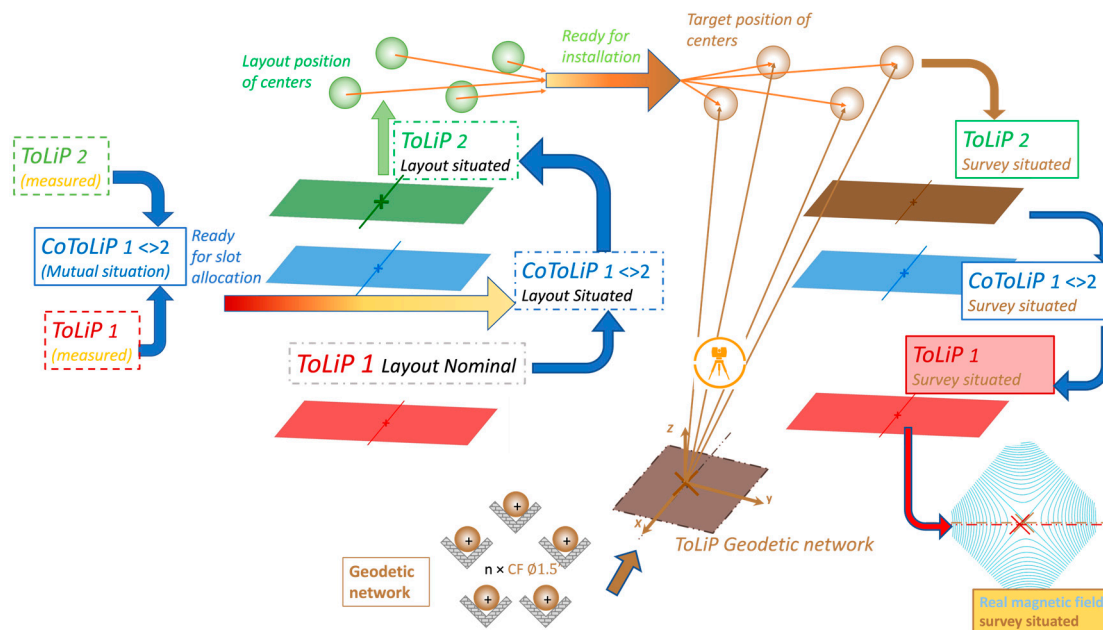 Layout position
of centers
Ready for
installation
Target position of
centers
ToLiP 2
(measured)
ToLiP 2
Layout situated
ToLiP 2
Survey situated
CoToLiP 1 <>2
(Mutual situation)
Ready
for slot
allocation
CoToLiP 1 <>2
Layout Situated
CoToLiP 1 <>2
Survey situated
ToLiP 1
(measured)
ToLiP 1 Layout Nominal
ToLiP 1
Survey situated
z
y
x
ToLiP Geodetic network
n × CF Ø1.5'
Geodetic
network
Real magnetic field
survey situated